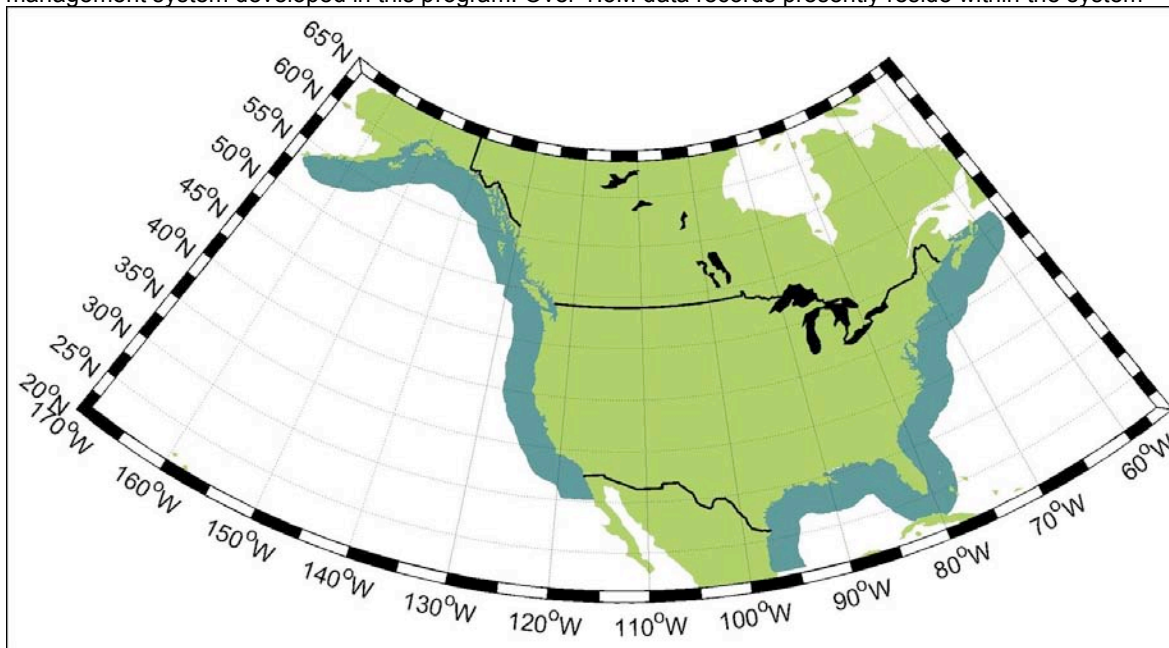 management system developed in this program. Over data records presently reside within the system
65°N
60°N
55°N
50°N
45°N
40°N
35°N
30°N
25°N
20°N
170°W
160°W
150°W
140°W
130°W
120°W
110°W
100°W
90°W
80°W
70°W
60°W